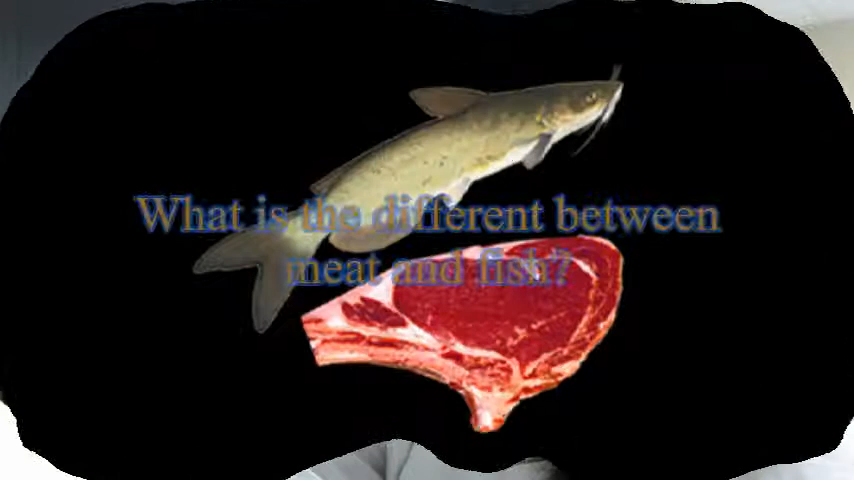 What is the different between
meat and fish?